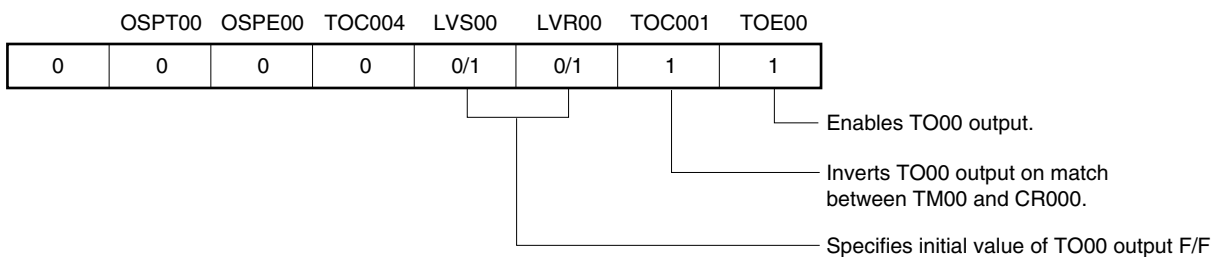 OSPT00 OSPE00 TOC004 LVS00 LVR00 TOC001 TOE00
0 0 0 0 0/1 0/1 1 1
Enables TO00 output.
Inverts TO00 output on match
between TM00 and CR000.
Specifies initial value of TO00 output F/F